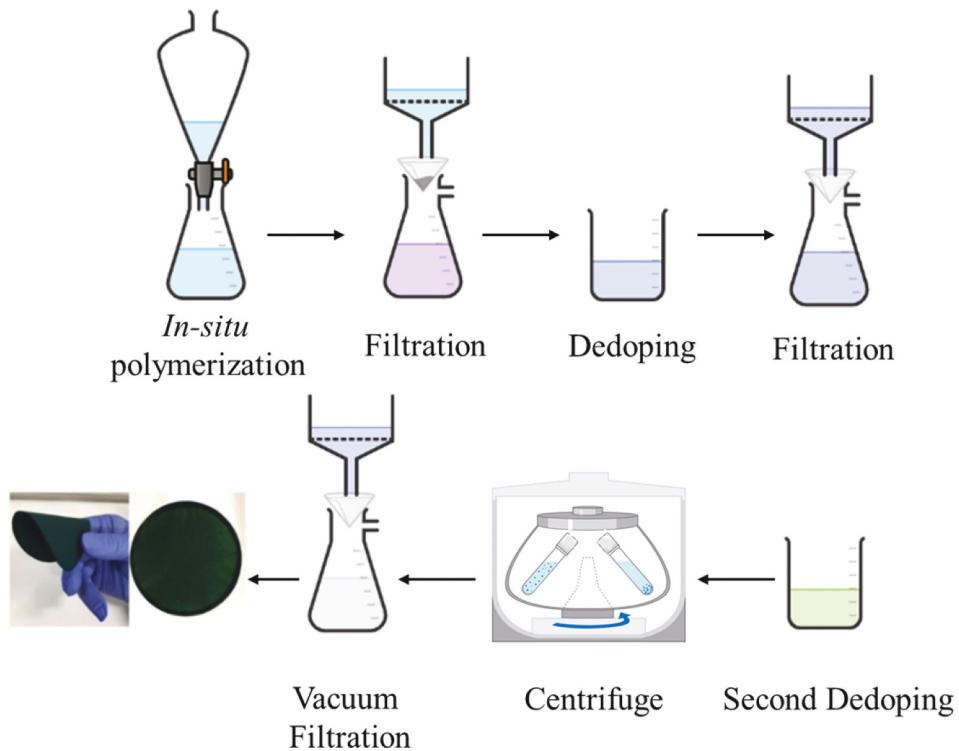 In-situ
polymerization
Filtration
Dedoping
Filtration
Vacuum
Filtration
Centrifuge
Second Dedoping